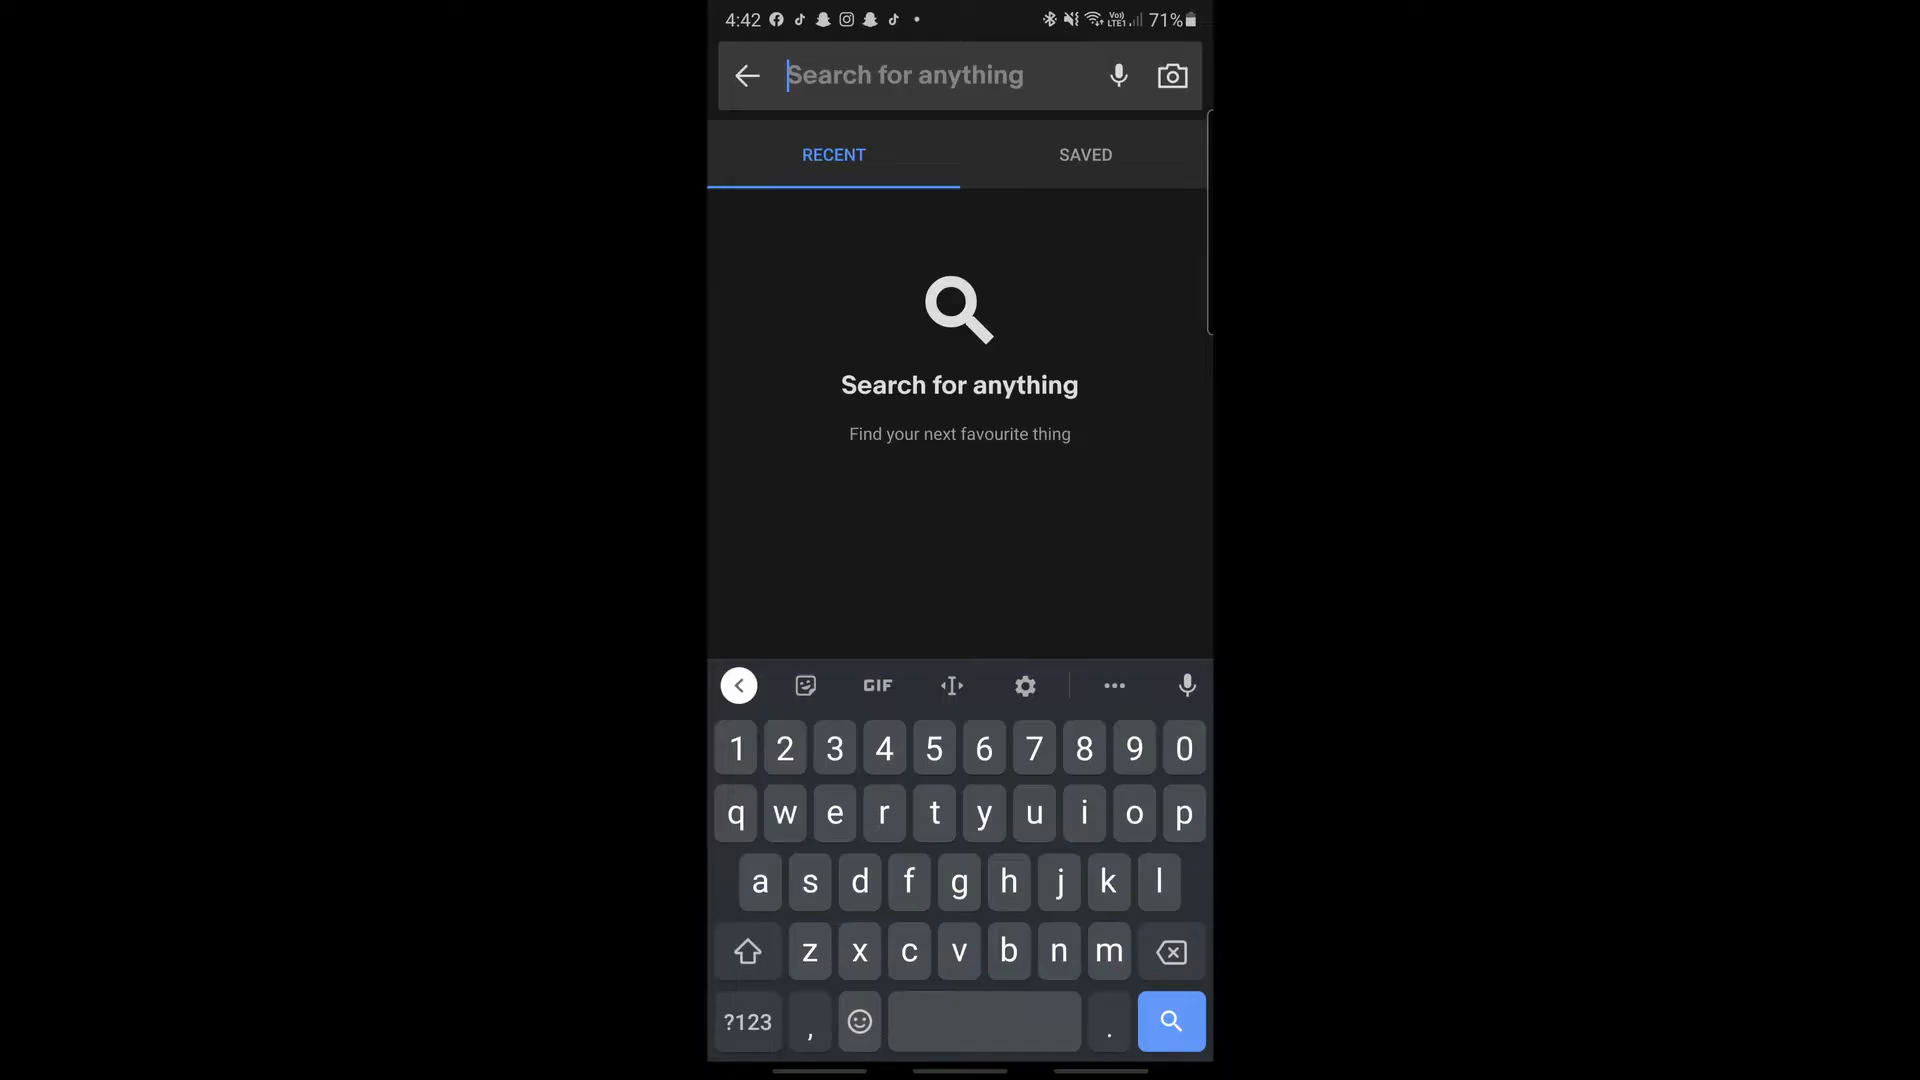 4:42 71%
Search for anything
RECENT SAVED
Search for anything
Find your next favourite thing
GIF
1 2 3 4 5 6 7 8 9 0
q w e r t y u i o p
a s d f g h j k l
z x c v b n m
?123 , .